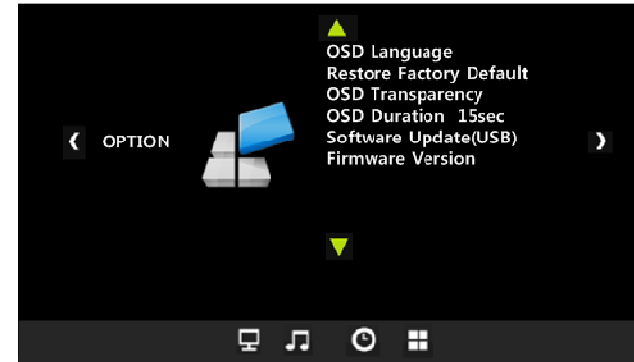 OPTION
OSD Language
Restore Factory Default
OSD Transparency
OSD Duration 15sec
Software Update(USB)
Firmware Version